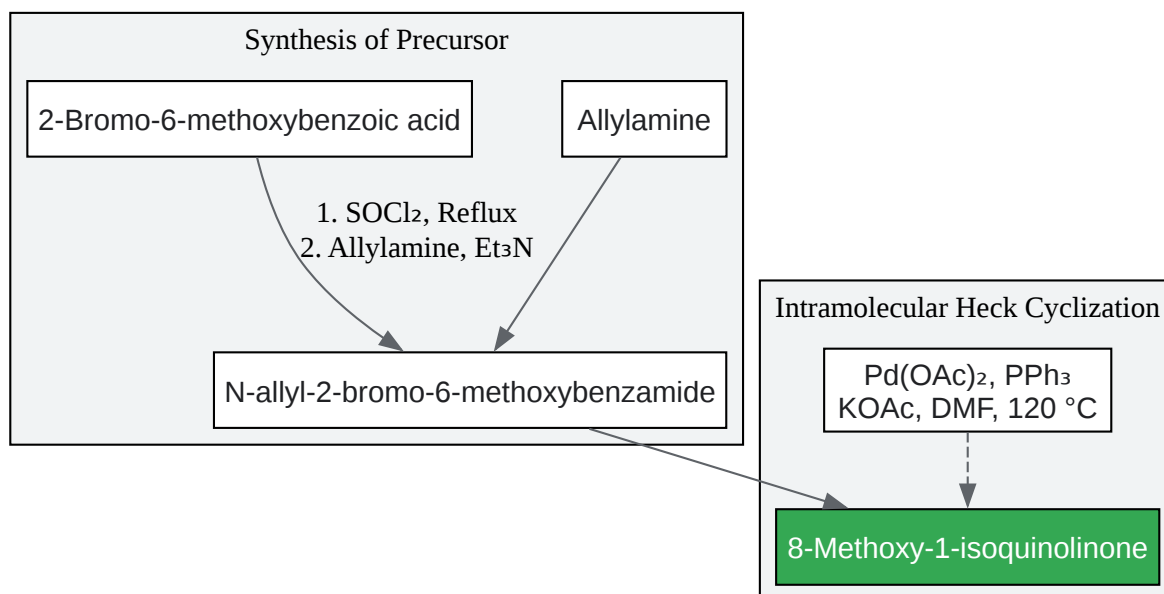 Synthesis of Precursor
2-Bromo-6-methoxybenzoic acid
Allylamine
1. SOCl₂, Reflux
2. Allylamine, Et₃N
N-allyl-2-bromo-6-methoxybenzamide
Intramolecular Heck Cyclization
Pd(OAc)₂, PPh₃
KOAc, DMF, 120 °C
8-Methoxy-1-isoquinolinone